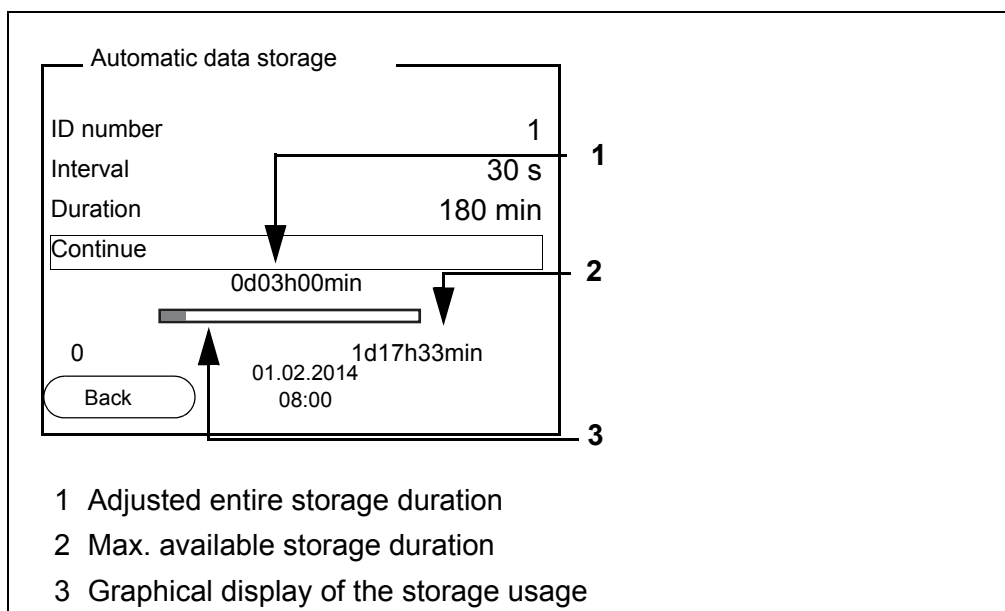 Automatic data storage
ID number 1
Interval 30 s
Duration 180 min
Continue
0d03h00min
0 1d17h33min
01.02.2014
Back 08:00
1
2
3
1 Adjusted entire storage duration
2 Max. available storage duration
3 Graphical display of the storage usage